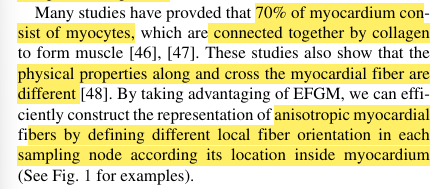 Many studies have provded that 70% of myocardium con-
sist of myocytes, which are connected together by collagen
to form muscle [46], [47]. These studies also show that the
physical properties along and cross the myocardial fiber are
different [48]. By taking advantaging of EFGM, we can effi-
ciently construct the representation of anisotropic myocardial
fibers by defining different local fiber orientation in each
sampling node according its location inside myocardium
(See Fig. 1 for examples).